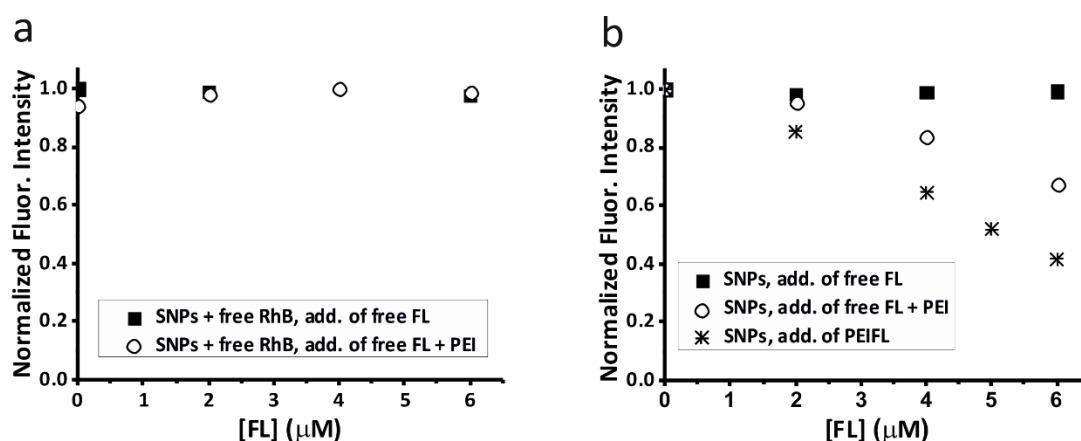 a
Normalized Fluor. Intensity
1.0
0.8
0.6
0.4
0.2
0.0
SNPs + free RhB, add. of free FL
SNPs + free RhB, add. of free FL + PEI
0 1 2 3 4 5 6
[FL] (μM)
b
Normalized Fluor. Intensity
1.0
0.8
0.6
0.4
0.2
0.0
SNPs, add. of free FL
SNPs, add. of free FL + PEI
SNPs, add. of PEIFL
0 1 2 3 4 5 6
[FL] (μM)